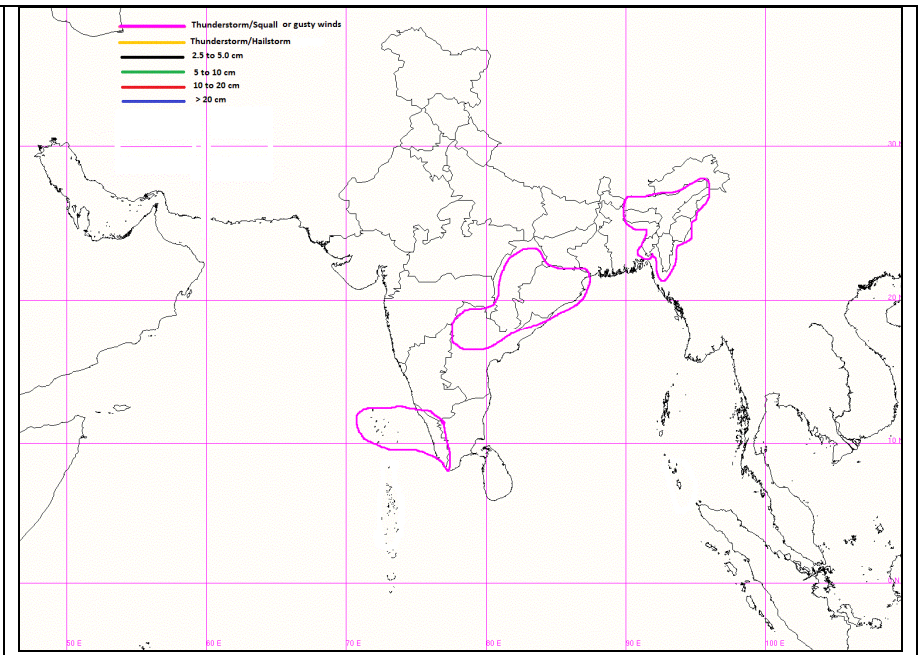 Thunderstorm/Squall or gusty winds
Thunderstorm/Hailstorm
2.5 to 5.0 cm
5 to 10 cm
10 to 20 cm
> 20 cm
30 N
20 N
10 N
0 N
50 E
60 E
70 E
80 E
90 E
100 E